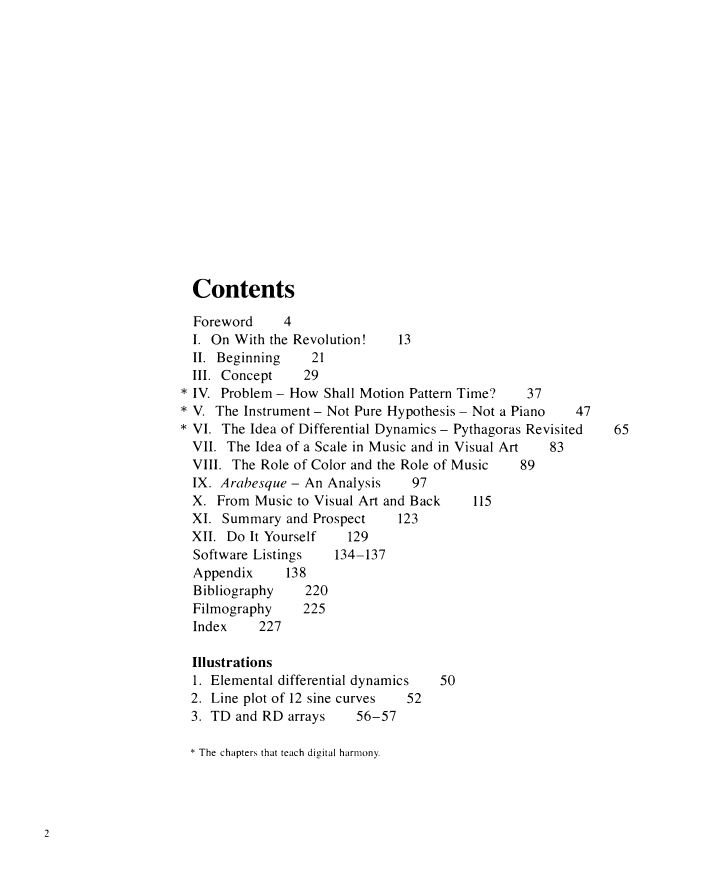 Contents
Foreword 4
I. On With the Revolution! 13
II. Beginning 21
III. Concept 29
* IV. Problem – How Shall Motion Pattern Time? 37
* V. The Instrument – Not Pure Hypothesis – Not a Piano 47
* VI. The Idea of Differential Dynamics – Pythagoras Revisited 65
VII. The Idea of a Scale in Music and in Visual Art 83
VIII. The Role of Color and the Role of Music 89
IX. Arabesque – An Analysis 97
X. From Music to Visual Art and Back 115
XI. Summary and Prospect 123
XII. Do It Yourself 129
Software Listings 134–137
Appendix 138
Bibliography 220
Filmography 225
Index 227
Illustrations
1. Elemental differential dynamics 50
2. Line plot of 12 sine curves 52
3. TD and RD arrays 56–57
* The chapters that teach digital harmony.
2